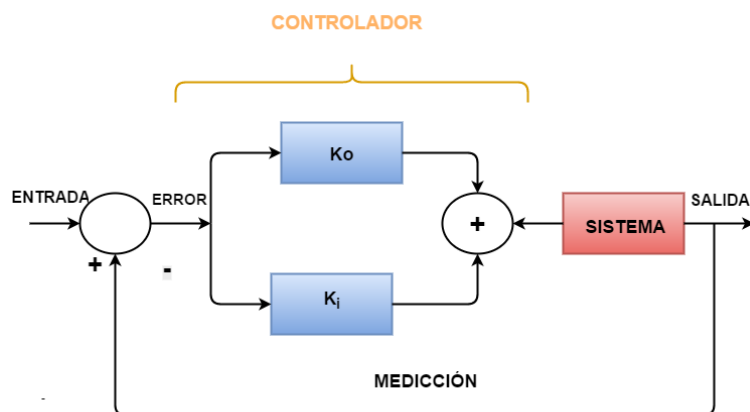 CONTROLADOR
Ko
ENTRADA
ERROR
SALIDA
+
SISTEMA
+
-
Ki
MEDICCIÓN
-